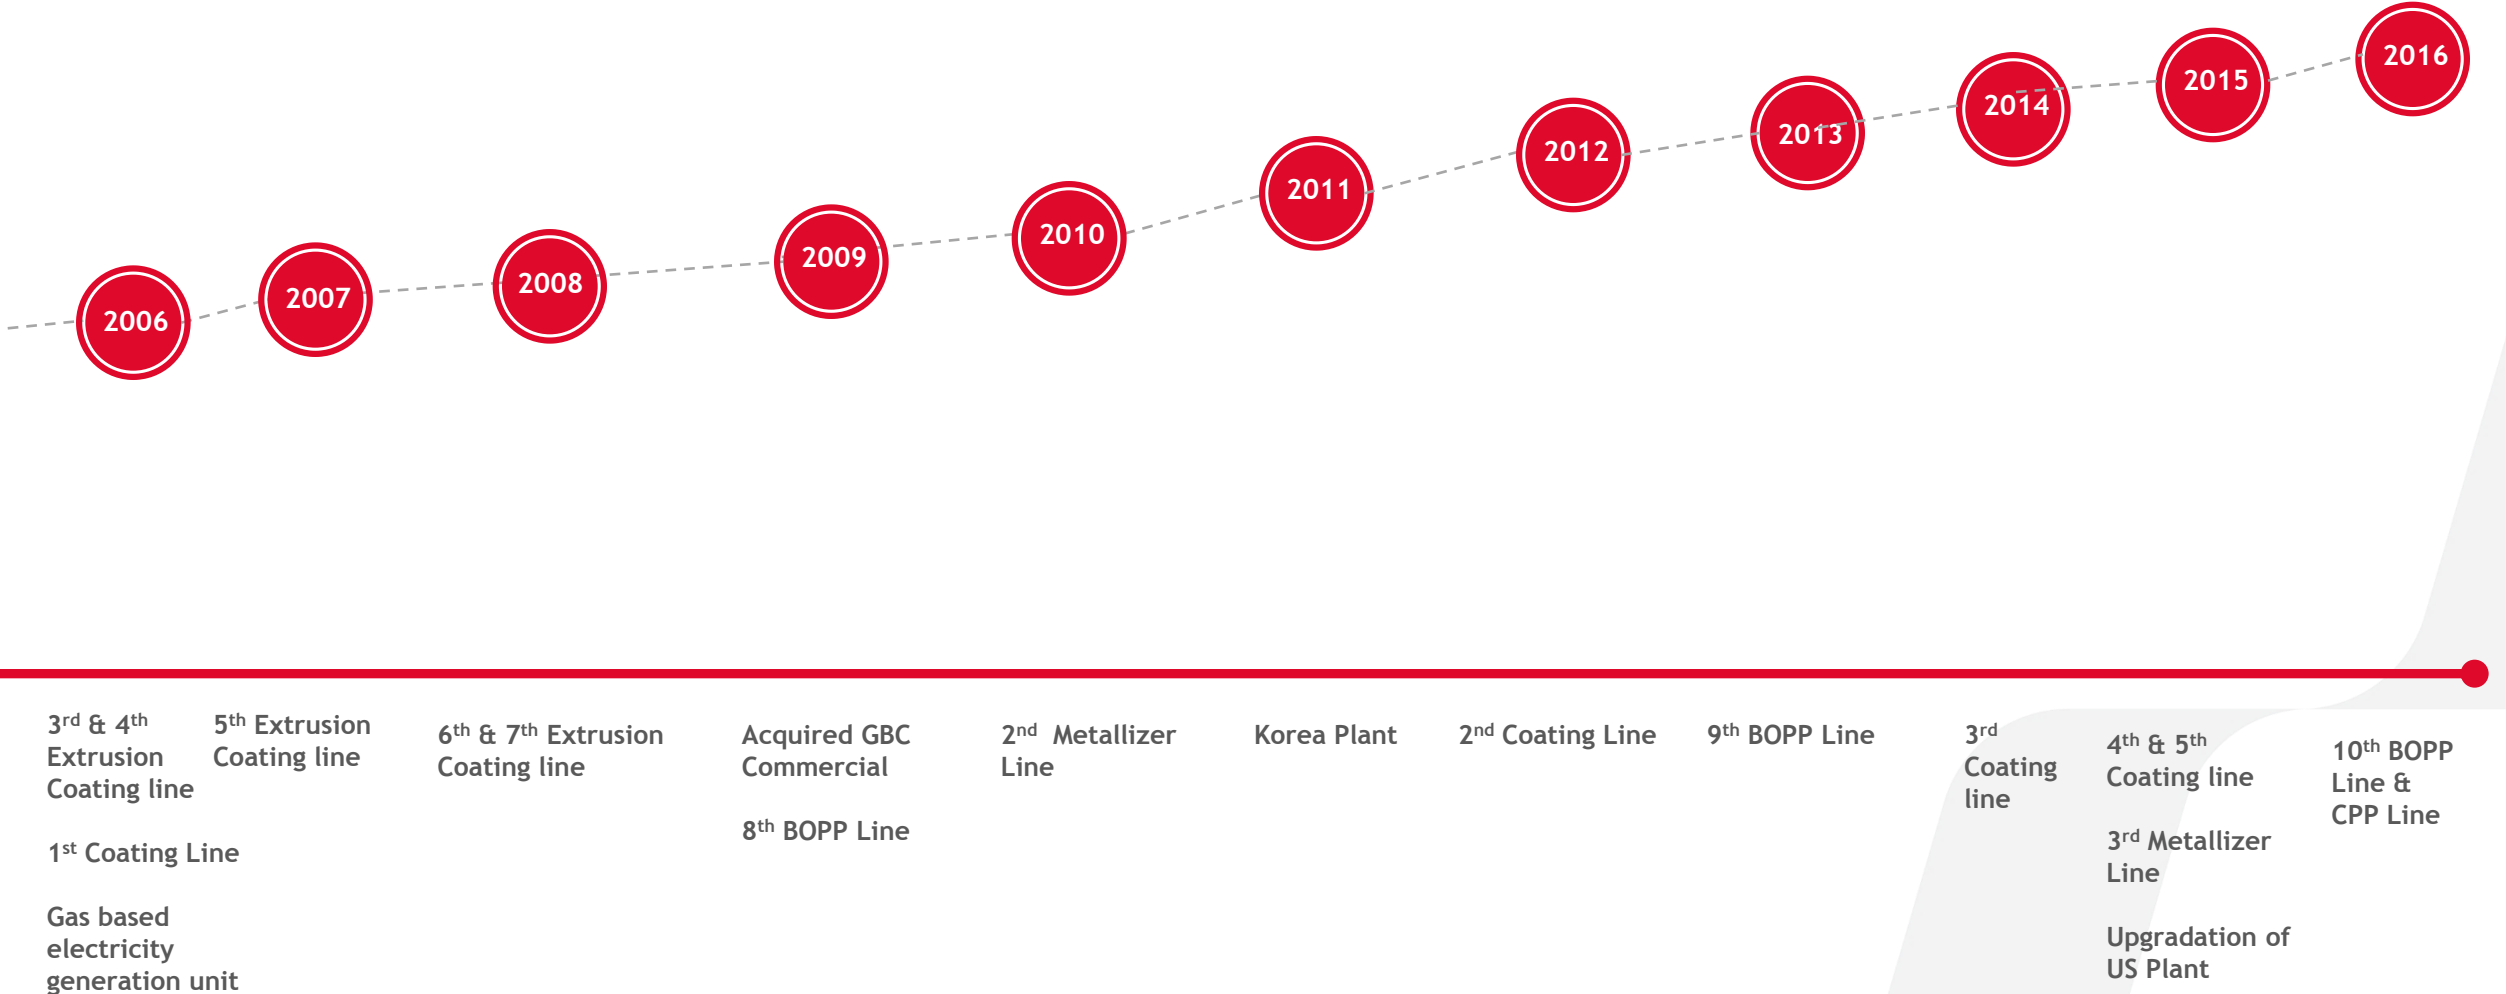 2006
2007
2008
2009
2010
2011
2012
2013
2014
2015
2016
3rd & 4th
Extrusion
Coating line
1st Coating Line
Gas based
electricity
generation unit
5th Extrusion
Coating line
6th & 7th Extrusion
Coating line
Acquired GBC
Commercial
8th BOPP Line
2nd Metallizer
Line
Korea Plant
2nd Coating Line
9th BOPP Line
3rd
Coating
line
4th & 5th
Coating line
3rd Metallizer
Line
Upgradation of
US Plant
10th BOPP
Line &
CPP Line